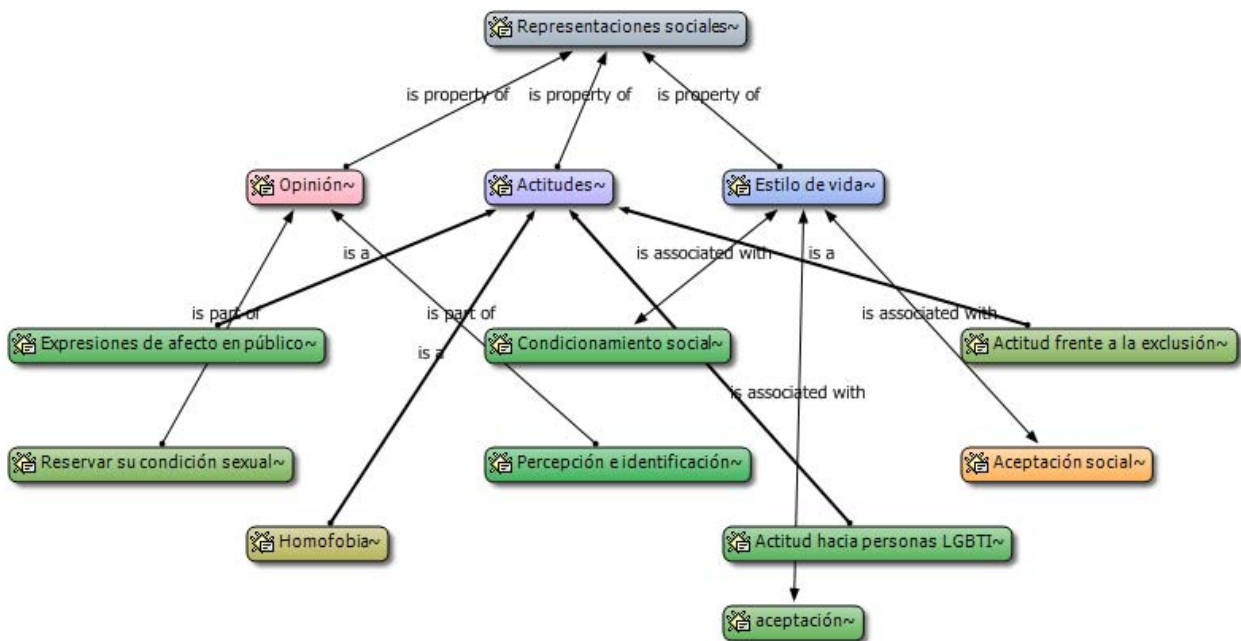 Representaciones sociales~
is property of
is property of
is property of
Opinión~
Actitudes~
Estilo de vida~
is a
is associated with
is a
is part of
is part of
is associated with
Expresiones de afecto en público~
is a
Condicionamiento social~
Actitud frente a la exclusión~
is associated with
Reservar su condición sexual~
Percepción e identificación~
Aceptación social~
Homofobia~
Actitud hacia personas LGBTI~
aceptación~